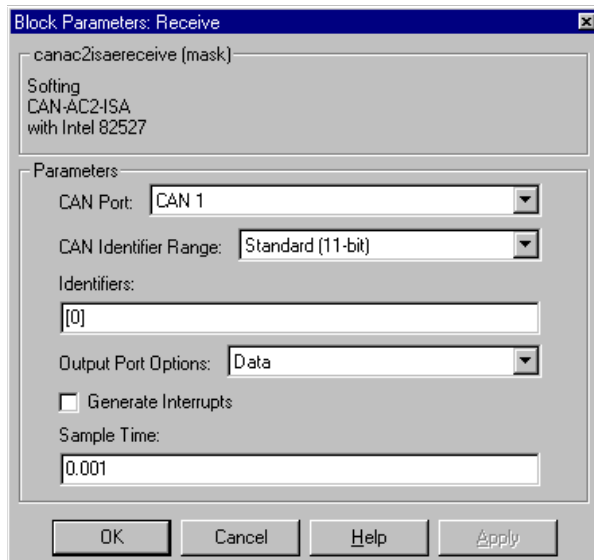 Block Parameters: Receive
canac2isaereceive (mask)
Softing
CAN-AC2-ISA
with Intel 82527
Parameters
CAN Port: CAN 1
CAN Identifier Range: Standard (11-bit)
Identifiers:
[0]
Output Port Options: Data
Generate Interrupts
Sample Time:
0.001
OK Cancel Help Apply